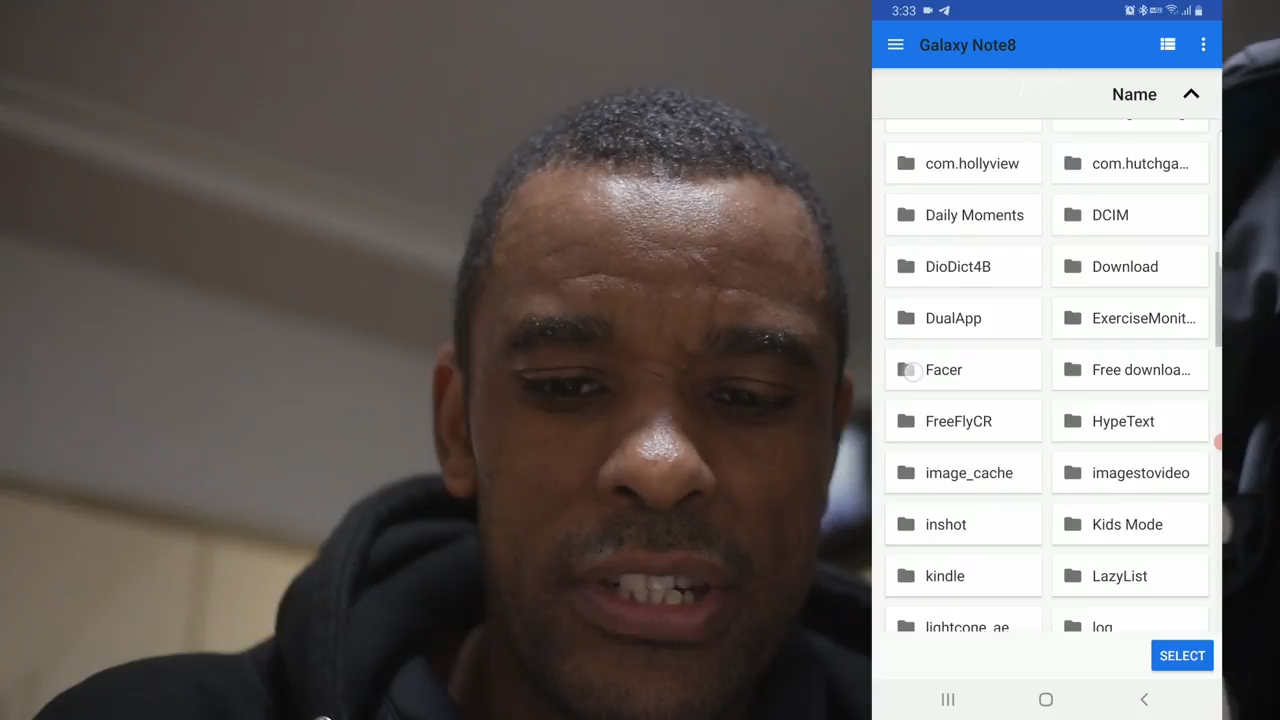 3:33
Galaxy Note8
Name
com.hollyview
com.hutchga...
Daily Moments
DCIM
DioDict4B
Download
DualApp
ExerciseMonit...
Facer
Free downloa...
FreeFlyCR
HypeText
image_cache
imagestovideo
inshot
Kids Mode
kindle
LazyList
lightcone_ae
log
SELECT